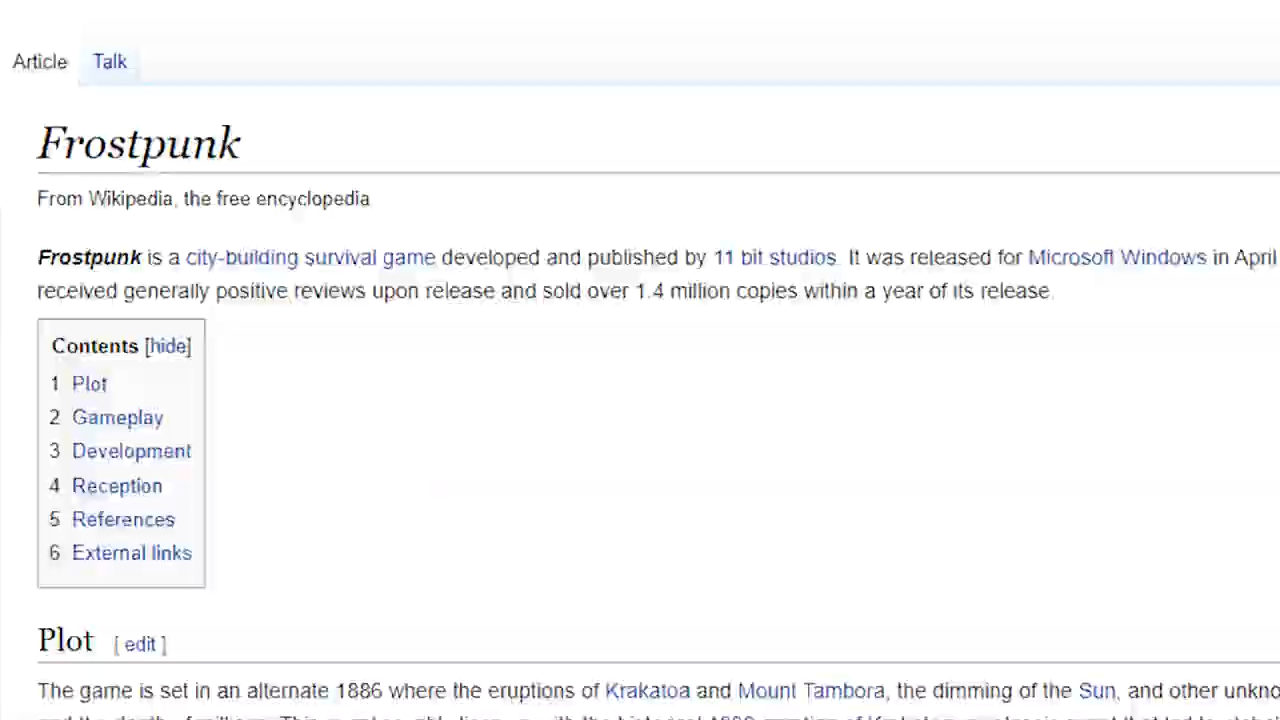 Article Talk
Frostpunk
From Wikipedia, the free encyclopedia
Frostpunk is a city-building survival game developed and published by 11 bit studios. It was released for Microsoft Windows in April
received generally positive reviews upon release and sold over 1.4 million copies within a year of its release.
Contents [hide]
1 Plot
2 Gameplay
3 Development
4 Reception
5 References
6 External links
Plot [ edit ]
The game is set in an alternate 1886 where the eruptions of Krakatoa and Mount Tambora, the dimming of the Sun, and other